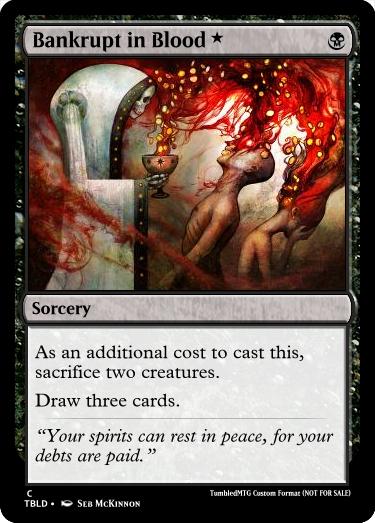 Bankrupt in Blood ★
Sorcery
As an additional cost to cast this,
sacrifice two creatures.
Draw three cards.
“Your spirits can rest in peace, for your
debts are paid.”
C
TBLD • Seb McKinnon
TumbledMTG Custom Format (NOT FOR SALE)